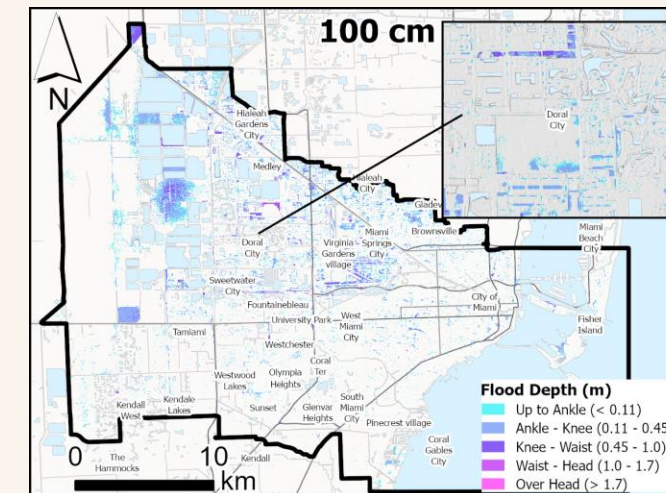 100 cm
N
Hialeah
Gardens
City
Medley
Hialeah
City
Gladey
Brownsville
Doral
City
Doral
City
Virginia
Gardens
village
Miami
Springs
City
Miami
Beach
City
Sweetwater
City
Fountainebleau
University Park
West
Miami
City
City of
Miami
Fisher
Island
Tamiami
Westchester
Coral
Ter
Westwood
Lakes
Olympia
Heights
Kendall
West
Kendale
Lakes
Sunset
Glenvar
Heights
South
Miami
City
Pinecrest village
Coral
Gables
City
The
Hammocks
Kendall
0 10
km
Flood Depth (m)
Up to Ankle (< 0.11)
Ankle - Knee (0.11 - 0.45
Knee - Waist (0.45 - 1.0)
Waist - Head (1.0 - 1.7)
Over Head (> 1.7)